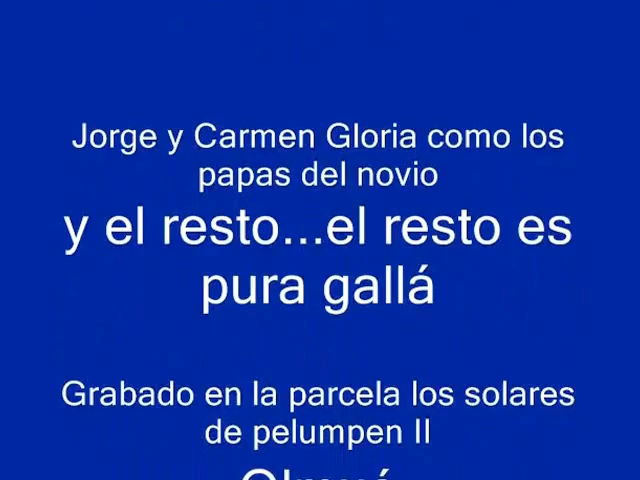 Jorge y Carmen Gloria como los
papas del novio
y el resto...el resto es
pura gallá
Grabado en la parcela los solares
de pelumpen II